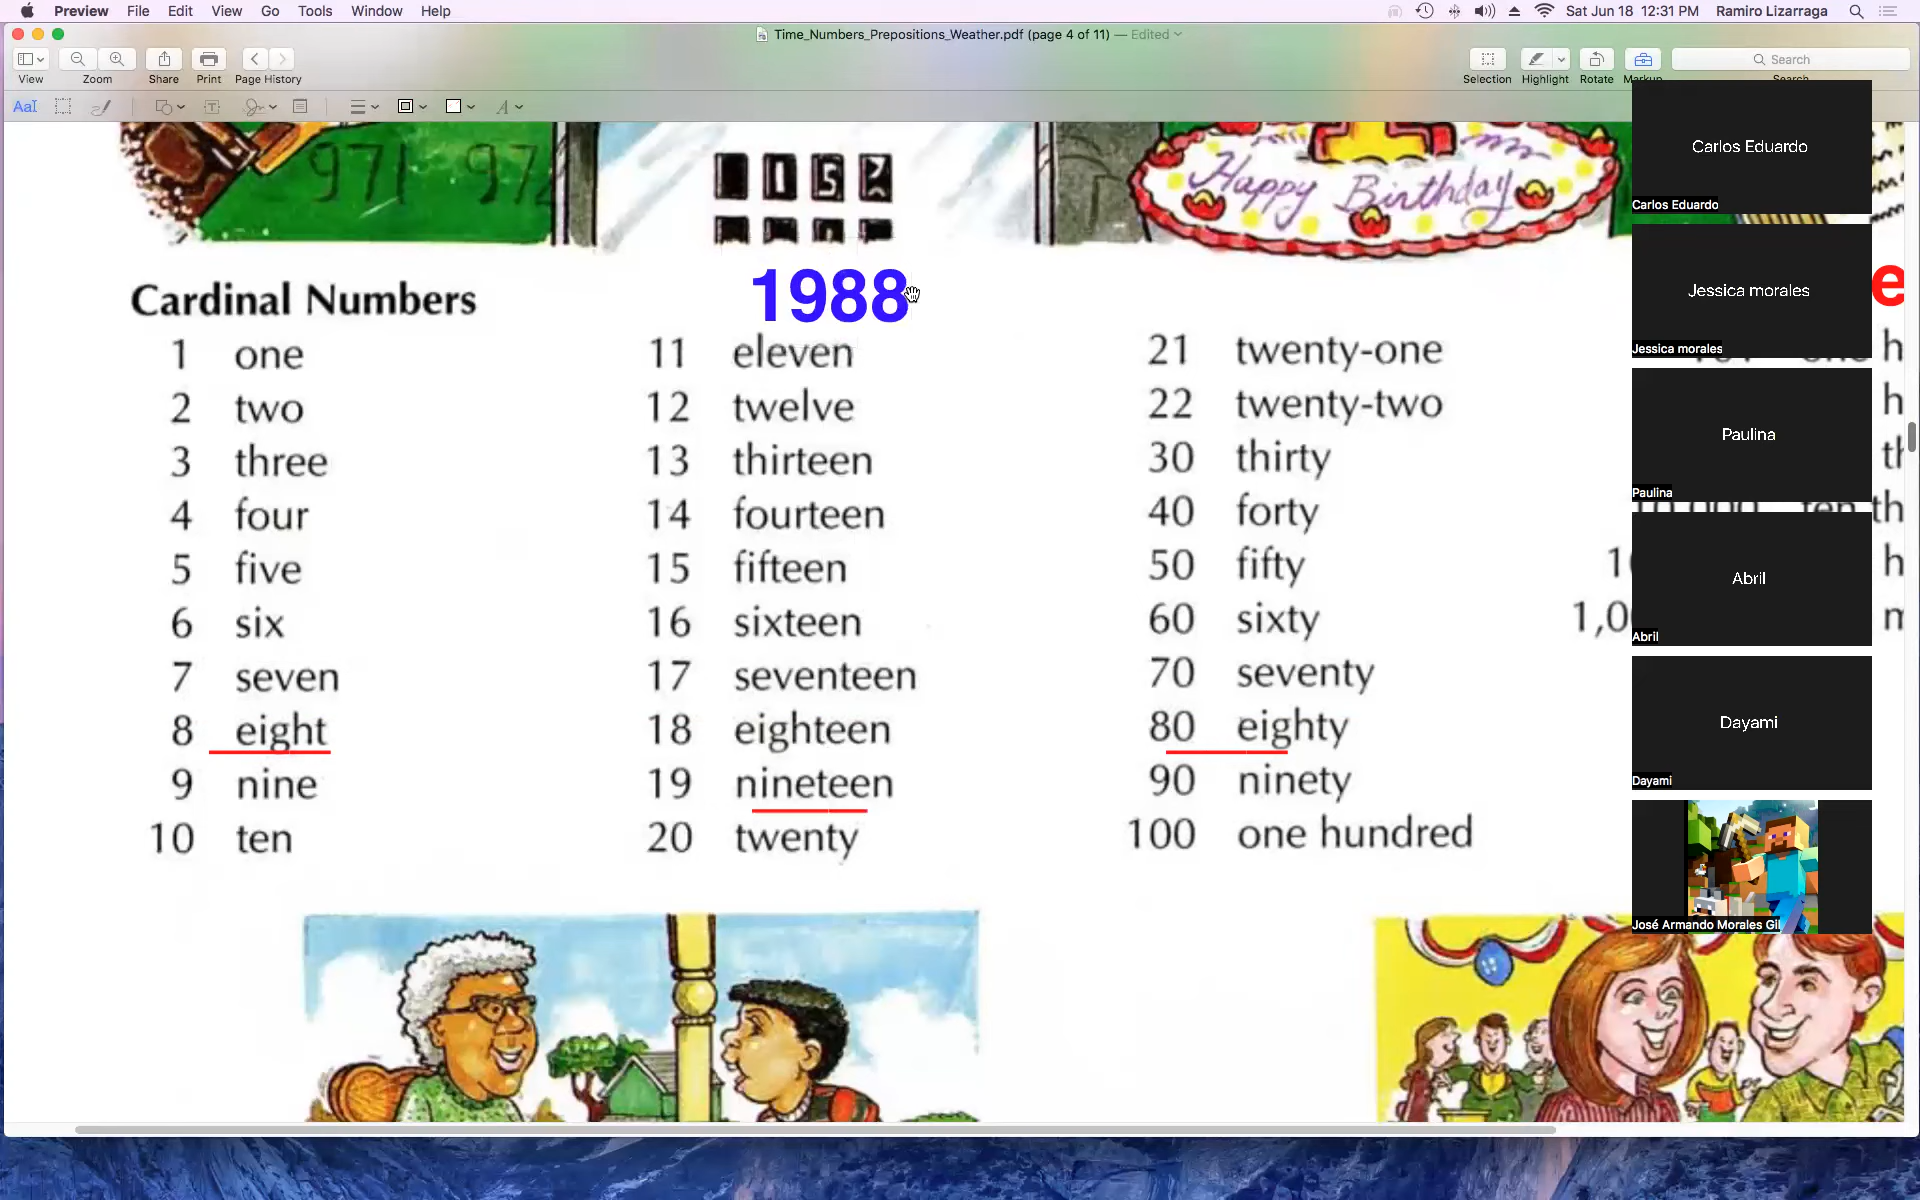 Preview File Edit View Go Tools Window Help Sat Jun 18 12:31 PM Ramiro Lizarraga
Time_Numbers_Prepositions_Weather.pdf (page 4 of 11) — Edited
View Zoom Share Print Page History Selection Highlight Rotate Search
Search
971 97
Happy Birthday
Cardinal Numbers
1988
e
1 one
2 two
3 three
4 four
5 five
6 six
7 seven
8 eight
9 nine
10 ten
11 eleven
12 twelve
13 thirteen
14 fourteen
15 fifteen
16 sixteen
17 seventeen
18 eighteen
19 nineteen
20 twenty
21 twenty-one
22 twenty-two
30 thirty
40 forty
50 fifty
60 sixty
70 seventy
80 eighty
90 ninety
100 one hundred
Carlos Eduardo
Carlos Eduardo
Jessica morales
Jessica morales
Paulina
Paulina
Abril
Abril
Dayami
Dayami
José Armando Morales Gil